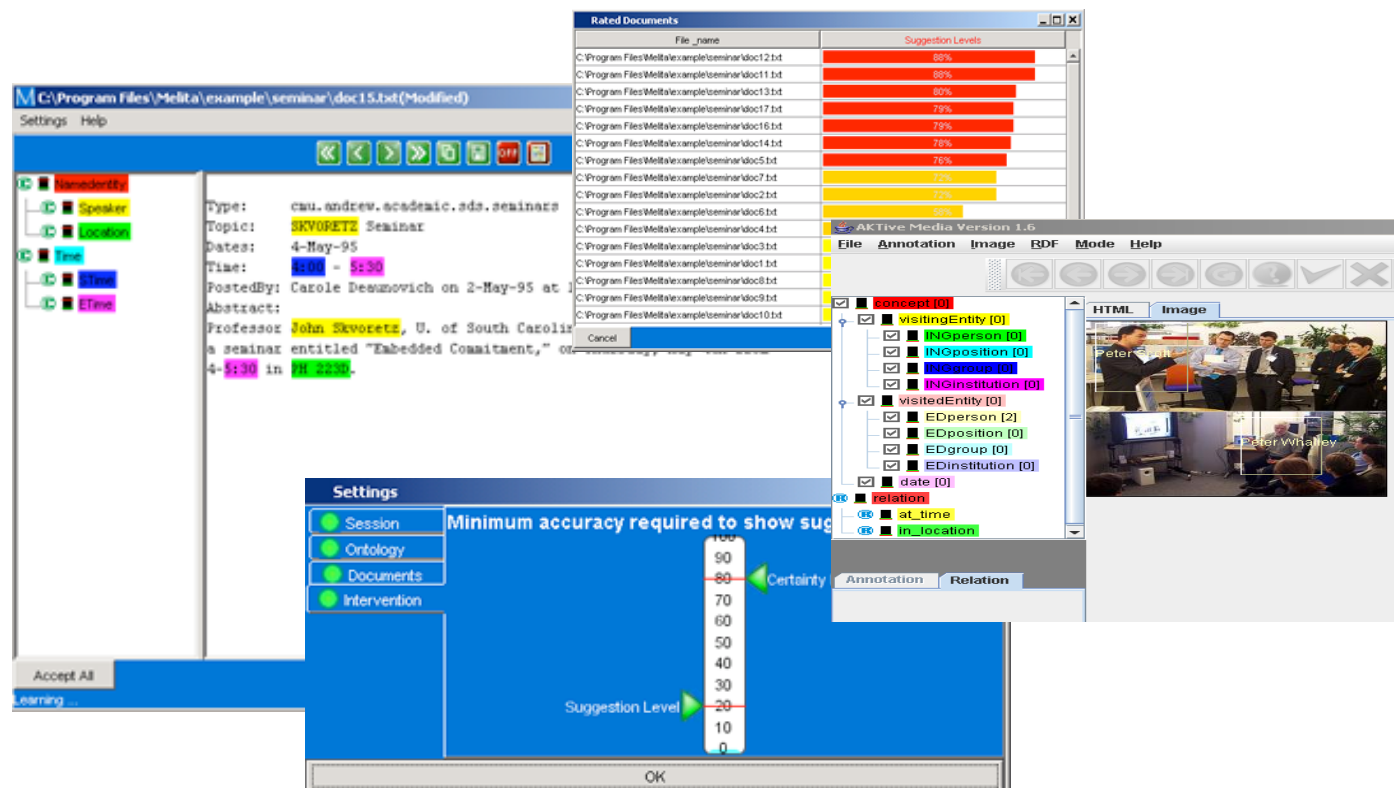 Rated Documents
File _name Suggestion Levels
C:\Program Files\Melita\example\seminar\doc12.txt 88%
C:\Program Files\Melita\example\seminar\doc11.txt 88%
C:\Program Files\Melita\example\seminar\doc13.txt 80%
C:\Program Files\Melita\example\seminar\doc17.txt 79%
C:\Program Files\Melita\example\seminar\doc16.txt 79%
C:\Program Files\Melita\example\seminar\doc14.txt 78%
C:\Program Files\Melita\example\seminar\doc5.txt 76%
C:\Program Files\Melita\example\seminar\doc7.txt 72%
C:\Program Files\Melita\example\seminar\doc2.txt
C:\Program Files\Melita\example\seminar\doc6.txt
C:\Program Files\Melita\example\seminar\doc4.txt
C:\Program Files\Melita\example\seminar\doc3.txt
C:\Program Files\Melita\example\seminar\doc1.txt
C:\Program Files\Melita\example\seminar\doc8.txt
C:\Program Files\Melita\example\seminar\doc9.txt
C:\Program Files\Melita\example\seminar\doc10.txt
Cancel
C:\Program Files\Melita\example\seminar\doc15.txt(Modified)
Settings Help
OFF
Namedentity
Speaker
Location
Time
STime
ETime
Type: cmu.andrew.academic.sds.seminars
Topic: SKVORETZ Seminar
Dates: 4-May-95
Time: 4:00 - 5:30
PostedBy: Carole Deaunovich on 2-May-95 at
Abstract:
Professor John Skvoretz, U. of South
a seminar entitled "Embedded Commitment,"
4-5:30 in PH 223D.
Accept All
Learning ...
AKTive Media Version 1.6
File Annotation Image RDF Mode Help
concept [0]
visitingEntity [0]
INGperson [0]
INGposition [0]
INGgroup [0]
INGinstitution [0]
visitedEntity [0]
EDperson [2]
EDposition [0]
EDgroup [0]
EDinstitution [0]
date [0]
relation
at_time
in_location
HTML Image
Peter Scott
Peter Whalley
Annotation Relation
Settings
Session
Ontology
Documents
Intervention
Minimum accuracy required to show
100
90
80 Certainty
70
60
50
40
30
Suggestion Level 20
10
0
OK